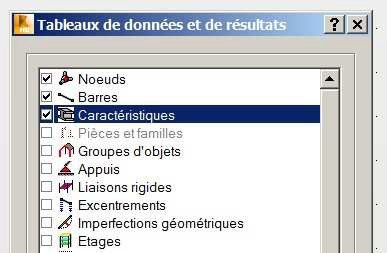 Tableaux de données et de résultats
Noeuds
Barres
Caractéristiques
Pièces et familles
Groupes d'objets
Appuis
Liaisons rigides
Excentrements
Imperfections géométriques
Etages